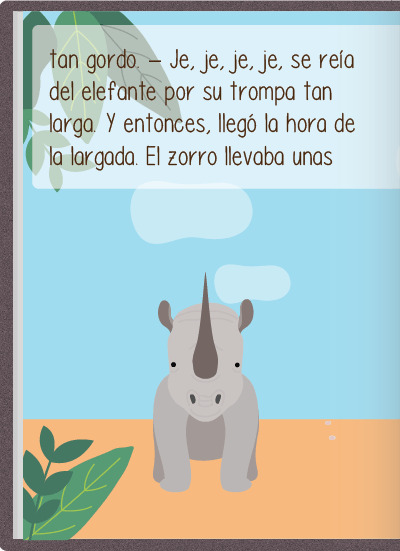 tan gordo. – Je, je, je, je, se reía
del elefante por su trompa tan
larga. Y entonces, llegó la hora de
la largada. El zorro llevaba unas